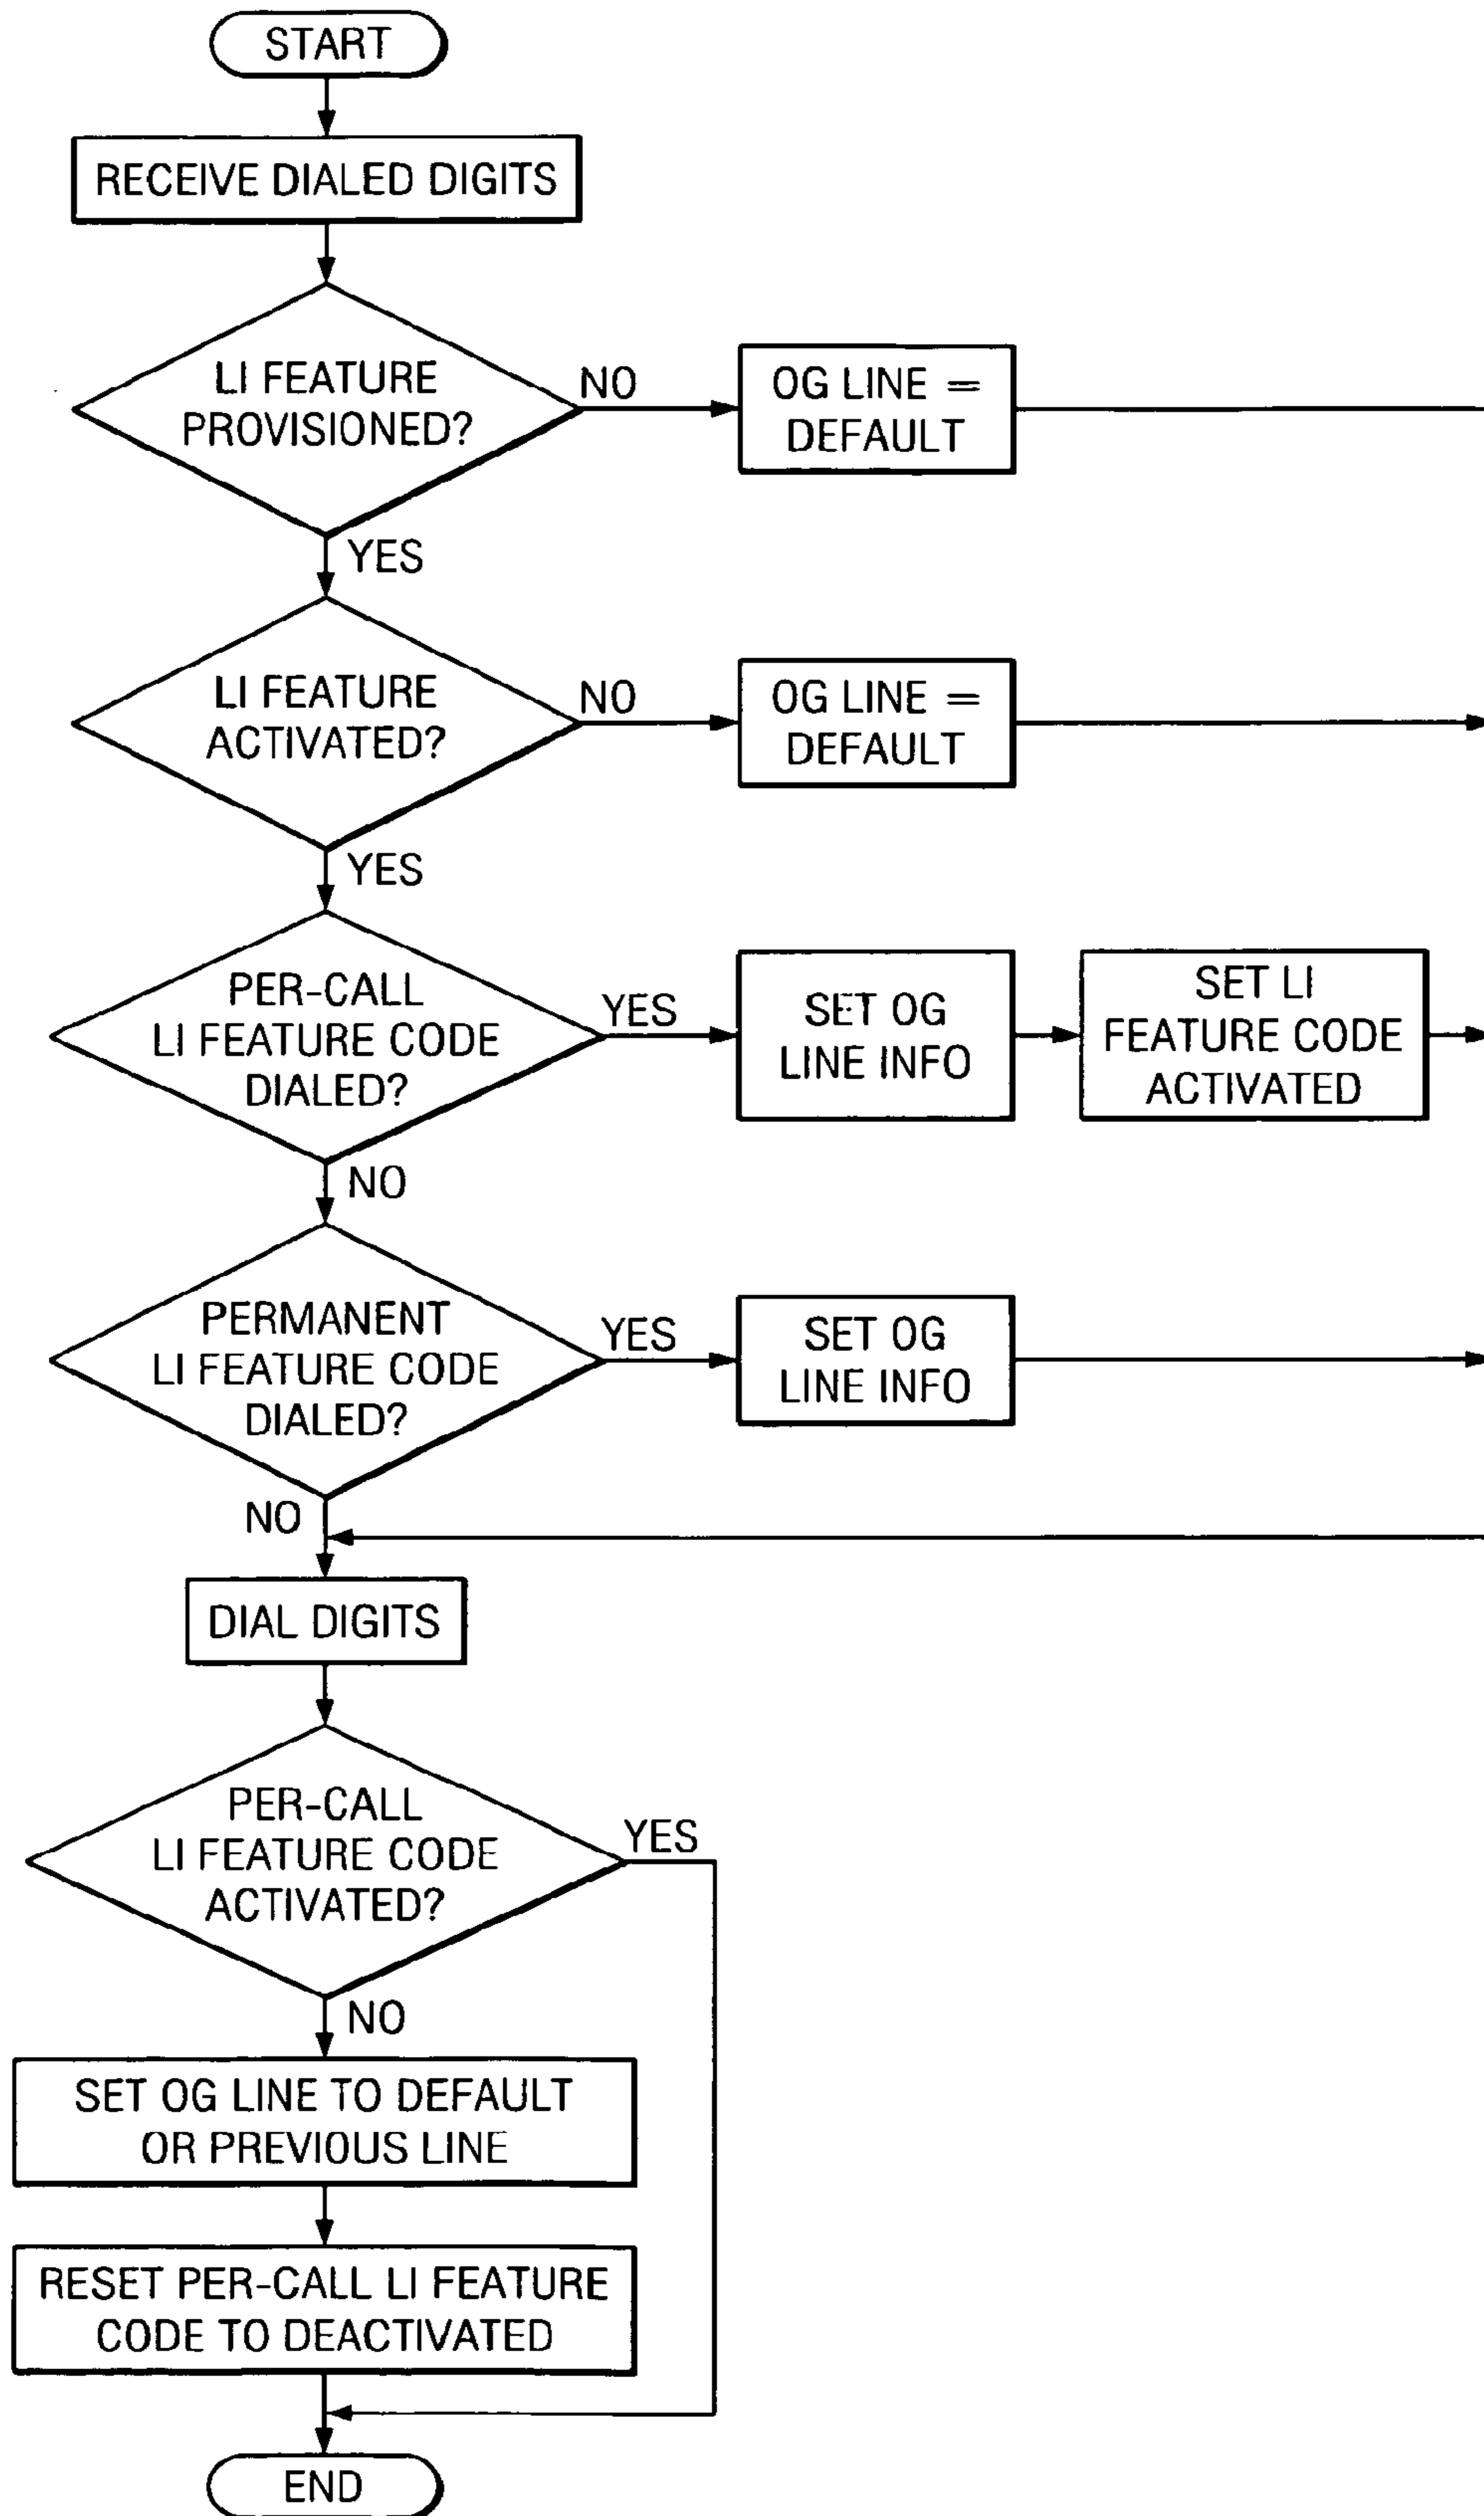 START
RECEIVE DIALED DIGITS
LI FEATURE
PROVISIONED?
NO
OG LINE =
DEFAULT
YES
LI FEATURE
ACTIVATED?
NO
OG LINE =
DEFAULT
YES
PER-CALL
LI FEATURE CODE
DIALED?
YES
SET OG
LINE INFO
SET LI
FEATURE CODE
ACTIVATED
NO
PERMANENT
LI FEATURE CODE
DIALED?
YES
SET OG
LINE INFO
NO
DIAL DIGITS
PER-CALL
LI FEATURE CODE
ACTIVATED?
YES
NO
SET OG LINE TO DEFAULT
OR PREVIOUS LINE
RESET PER-CALL LI FEATURE
CODE TO DEACTIVATED
END